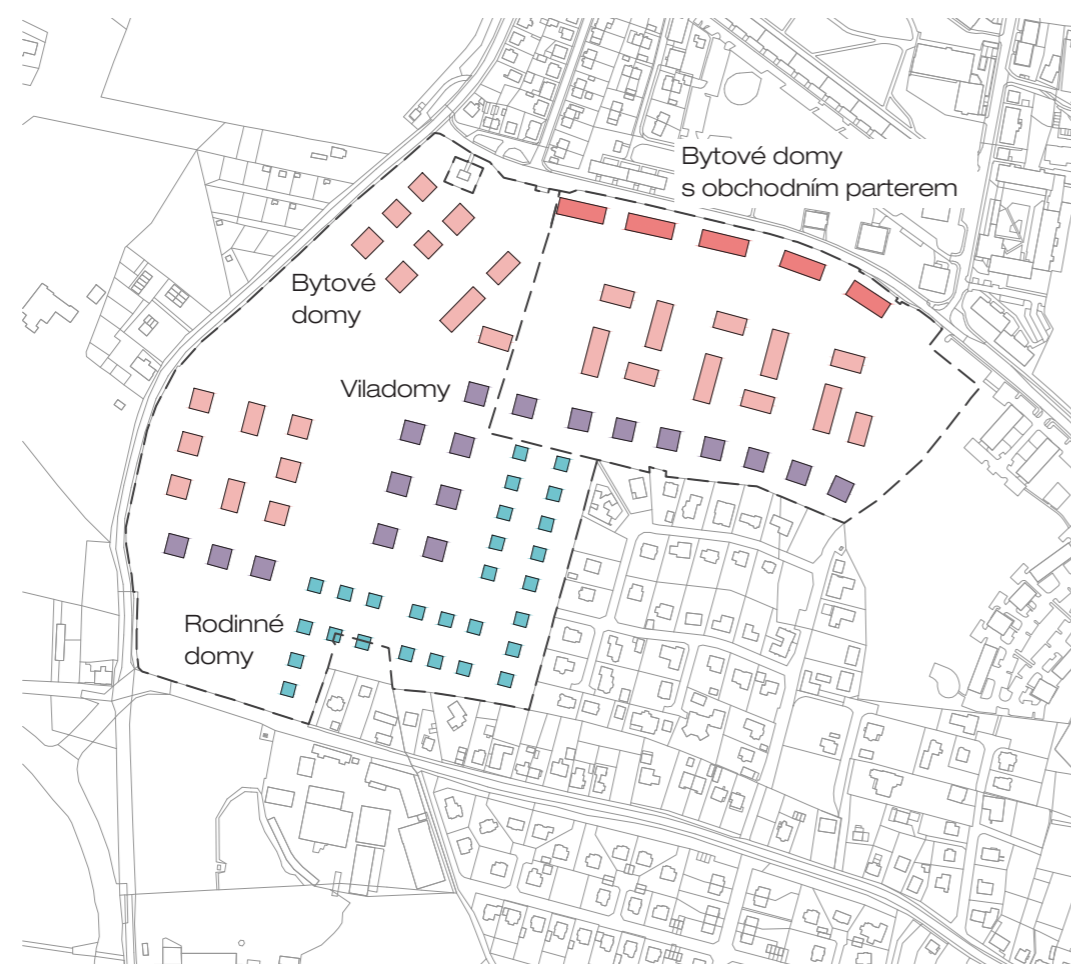 Bytové domy
s obchodním parterem
Bytové
domy
Viladomy
Rodinné
domy